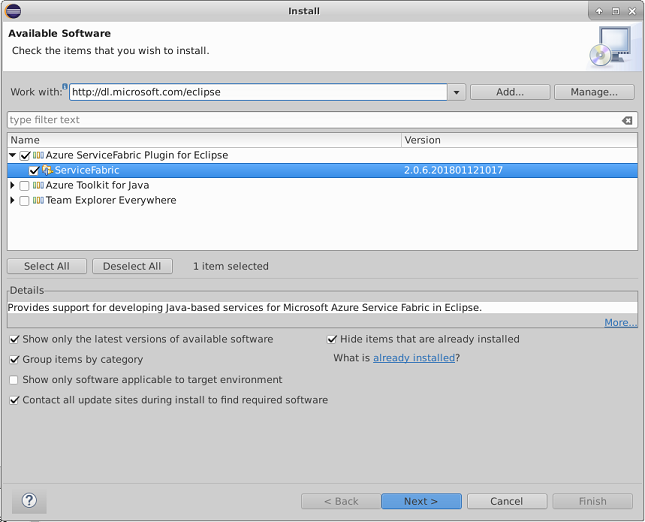 Install
Available Software
Check the items that you wish to install.
Work with: http://dl.microsoft.com/eclipse Add... Manage...
type filter text
Name Version
Azure ServiceFabric Plugin for Eclipse
ServiceFabric 2.0.6.201801121017
Azure Toolkit for Java
Team Explorer Everywhere
Select All Deselect All 1 item selected
Details
Provides support for developing Java-based services for Microsoft Azure Service Fabric in Eclipse.
More...
Show only the latest versions of available software Hide items that are already installed
Group items by category What is already installed?
Show only software applicable to target environment
Contact all update sites during install to find required software
? < Back Next > Cancel Finish